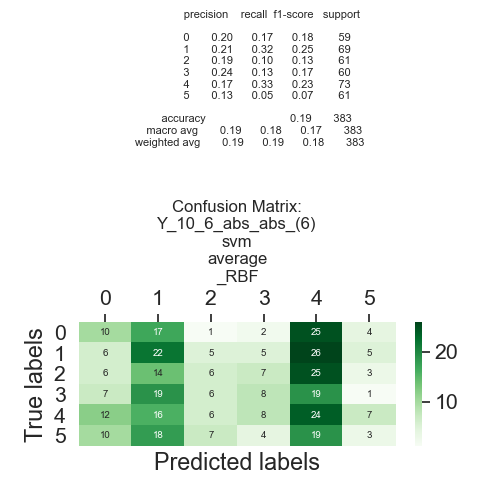 precision recall f1-score support
0 0.20 0.17 0.18 59
1 0.21 0.32 0.25 69
2 0.19 0.10 0.13 61
3 0.24 0.13 0.17 60
4 0.17 0.33 0.23 73
5 0.13 0.05 0.07 61
accuracy 0.19 383
macro avg 0.19 0.18 0.17 383
weighted avg 0.19 0.19 0.18 383
Confusion Matrix:
Y_10_6_abs_abs_(6)
svm
average
_RBF
0 1 2 3 4 5
0 10 17 1 2 25 4
1 6 22 5 5 26 5
2 6 14 6 7 25 3
3 7 19 6 8 19 1
4 12 16 6 8 24 7
5 10 18 7 4 19 3
True labels
Predicted labels
20
10